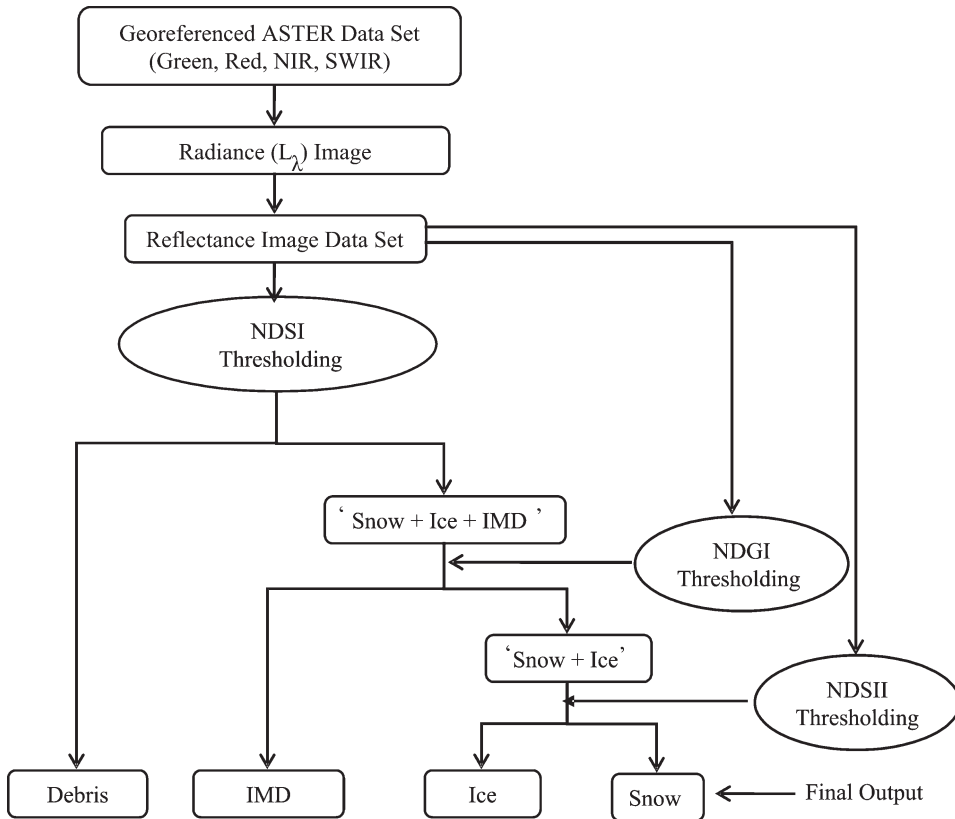 Georeferenced ASTER Data Set
(Green, Red, NIR, SWIR)
Radiance (Lλ) Image
Reflectance Image Data Set
NDSI
Thresholding
‘ Snow + Ice + IMD ’
NDGI
Thresholding
‘Snow + Ice’
NDSII
Thresholding
Debris
IMD
Ice
Snow
Final Output